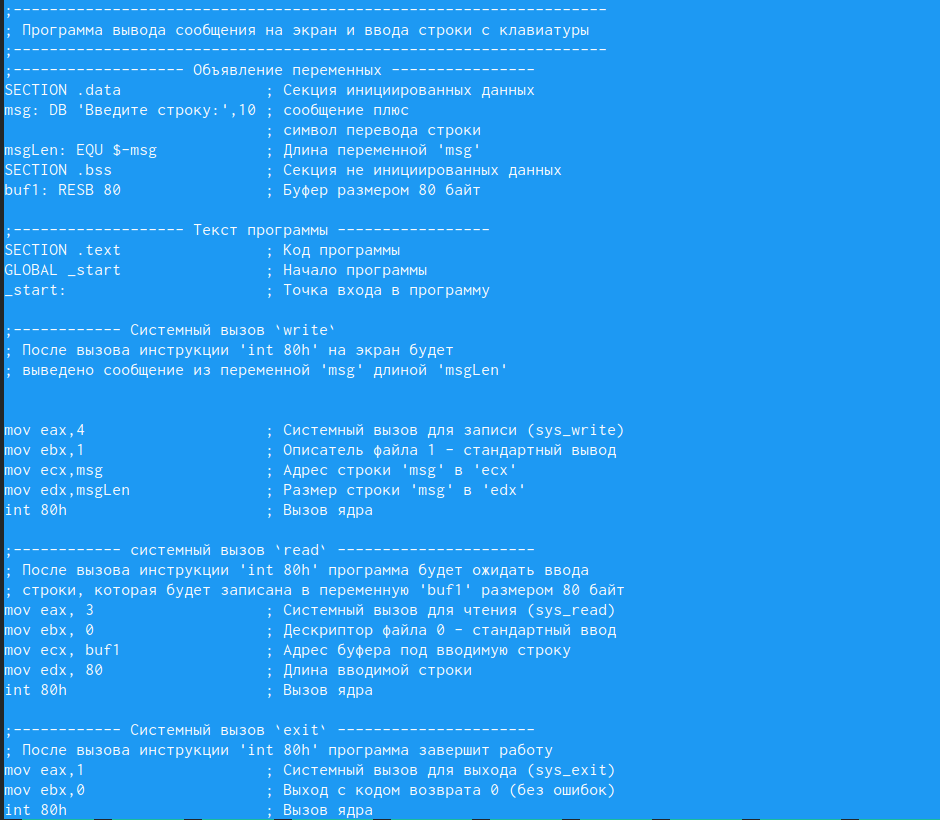 ;------------------------------------------------------------------
; Программа вывода сообщения на экран и ввода строки с клавиатуры
;------------------------------------------------------------------
;------------------- Объявление переменных ----------------
SECTION .data                ; Секция инициированных данных
msg: DB 'Введите строку:',10 ; сообщение плюс
                             ; символ перевода строки
msgLen: EQU $-msg            ; Длина переменной 'msg'
SECTION .bss                 ; Секция не инициированных данных
buf1: RESB 80                ; Буфер размером 80 байт
;------------------- Текст программы -----------------
SECTION .text                ; Код программы
GLOBAL _start                ; Начало программы
_start:                      ; Точка входа в программу
;------------ Системный вызов `write`
; После вызова инструкции 'int 80h' на экран будет
; выведено сообщение из переменной 'msg' длиной 'msgLen'
mov eax,4                    ; Системный вызов для записи (sys_write)
mov ebx,1                    ; Описатель файла 1 - стандартный вывод
mov ecx,msg                  ; Адрес строки 'msg' в 'ecx'
mov edx,msgLen               ; Размер строки 'msg' в 'edx'
int 80h                      ; Вызов ядра
;------------ системный вызов `read` ----------------------
; После вызова инструкции 'int 80h' программа будет ожидать ввода
; строки, которая будет записана в переменную 'buf1' размером 80 байт
mov eax, 3                   ; Системный вызов для чтения (sys_read)
mov ebx, 0                   ; Дескриптор файла 0 - стандартный ввод
mov ecx, buf1                ; Адрес буфера под вводимую строку
mov edx, 80                  ; Длина вводимой строки
int 80h                      ; Вызов ядра
;------------ Системный вызов `exit` ----------------------
; После вызова инструкции 'int 80h' программа завершит работу
mov eax,1                    ; Системный вызов для выхода (sys_exit)
mov ebx,0                    ; Выход с кодом возврата 0 (без ошибок)
int 80h                      ; Вызов ядра